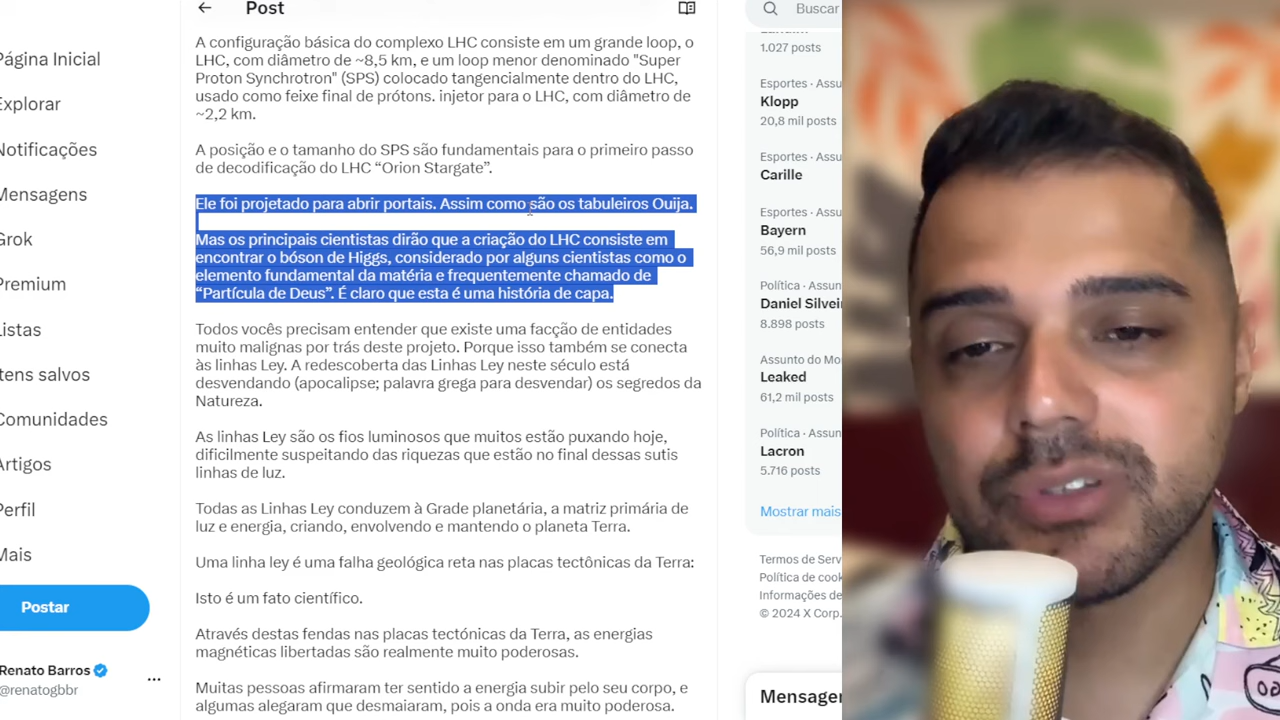 Post
Página Inicial
Explorar
Notificações
Mensagens
Grok
Premium
Listas
Itens salvos
Comunidades
Artigos
Perfil
Mais
Postar
Renato Barros
@renatogbbr
...
A configuração básica do complexo LHC consiste em um grande loop, o
LHC, com diâmetro de ~8,5 km, e um loop menor denominado "Super
Proton Synchrotron" (SPS) colocado tangencialmente dentro do LHC,
usado como feixe final de prótons. injetor para o LHC, com diâmetro de
~2,2 km.
A posição e o tamanho do SPS são fundamentais para o primeiro passo
de decodificação do LHC “Orion Stargate”.
Ele foi projetado para abrir portais. Assim como são os tabuleiros Ouija.
Mas os principais cientistas dirão que a criação do LHC consiste em
encontrar o bóson de Higgs, considerado por alguns cientistas como o
elemento fundamental da matéria e frequentemente chamado de
“Partícula de Deus”. É claro que esta é uma história de capa.
Todos vocês precisam entender que existe uma facção de entidades
muito malignas por trás deste projeto. Porque isso também se conecta
às linhas Ley. A redescoberta das Linhas Ley neste século está
desvendando (apocalipse; palavra grega para desvendar) os segredos da
Natureza.
As linhas Ley são os fios luminosos que muitos estão puxando hoje,
dificilmente suspeitando das riquezas que estão no final dessas sutis
linhas de luz.
Todas as Linhas Ley conduzem à Grade planetária, a matriz primária de
luz e energia, criando, envolvendo e mantendo o planeta Terra.
Uma linha ley é uma falha geológica reta nas placas tectônicas da Terra:
Isto é um fato científico.
Através destas fendas nas placas tectónicas da Terra, as energias
magnéticas libertadas são realmente muito poderosas.
Muitas pessoas afirmaram ter sentido a energia subir pelo seu corpo, e
algumas alegaram que desmaiaram, pois a onda era muito poderosa.
Buscar
1.027 posts
Esportes · Assu
Klopp
20,8 mil posts
Esportes · Assu
Carille
Esportes · Assu
Bayern
56,9 mil posts
Política · Assun
Daniel Silvei
8.898 posts
Assunto do Mo
Leaked
61,2 mil posts
Política · Assun
Lacron
5.716 posts
Mostrar mais
Termos de Serv
Política de cook
Informações de
© 2024 X Corp.
Mensagen